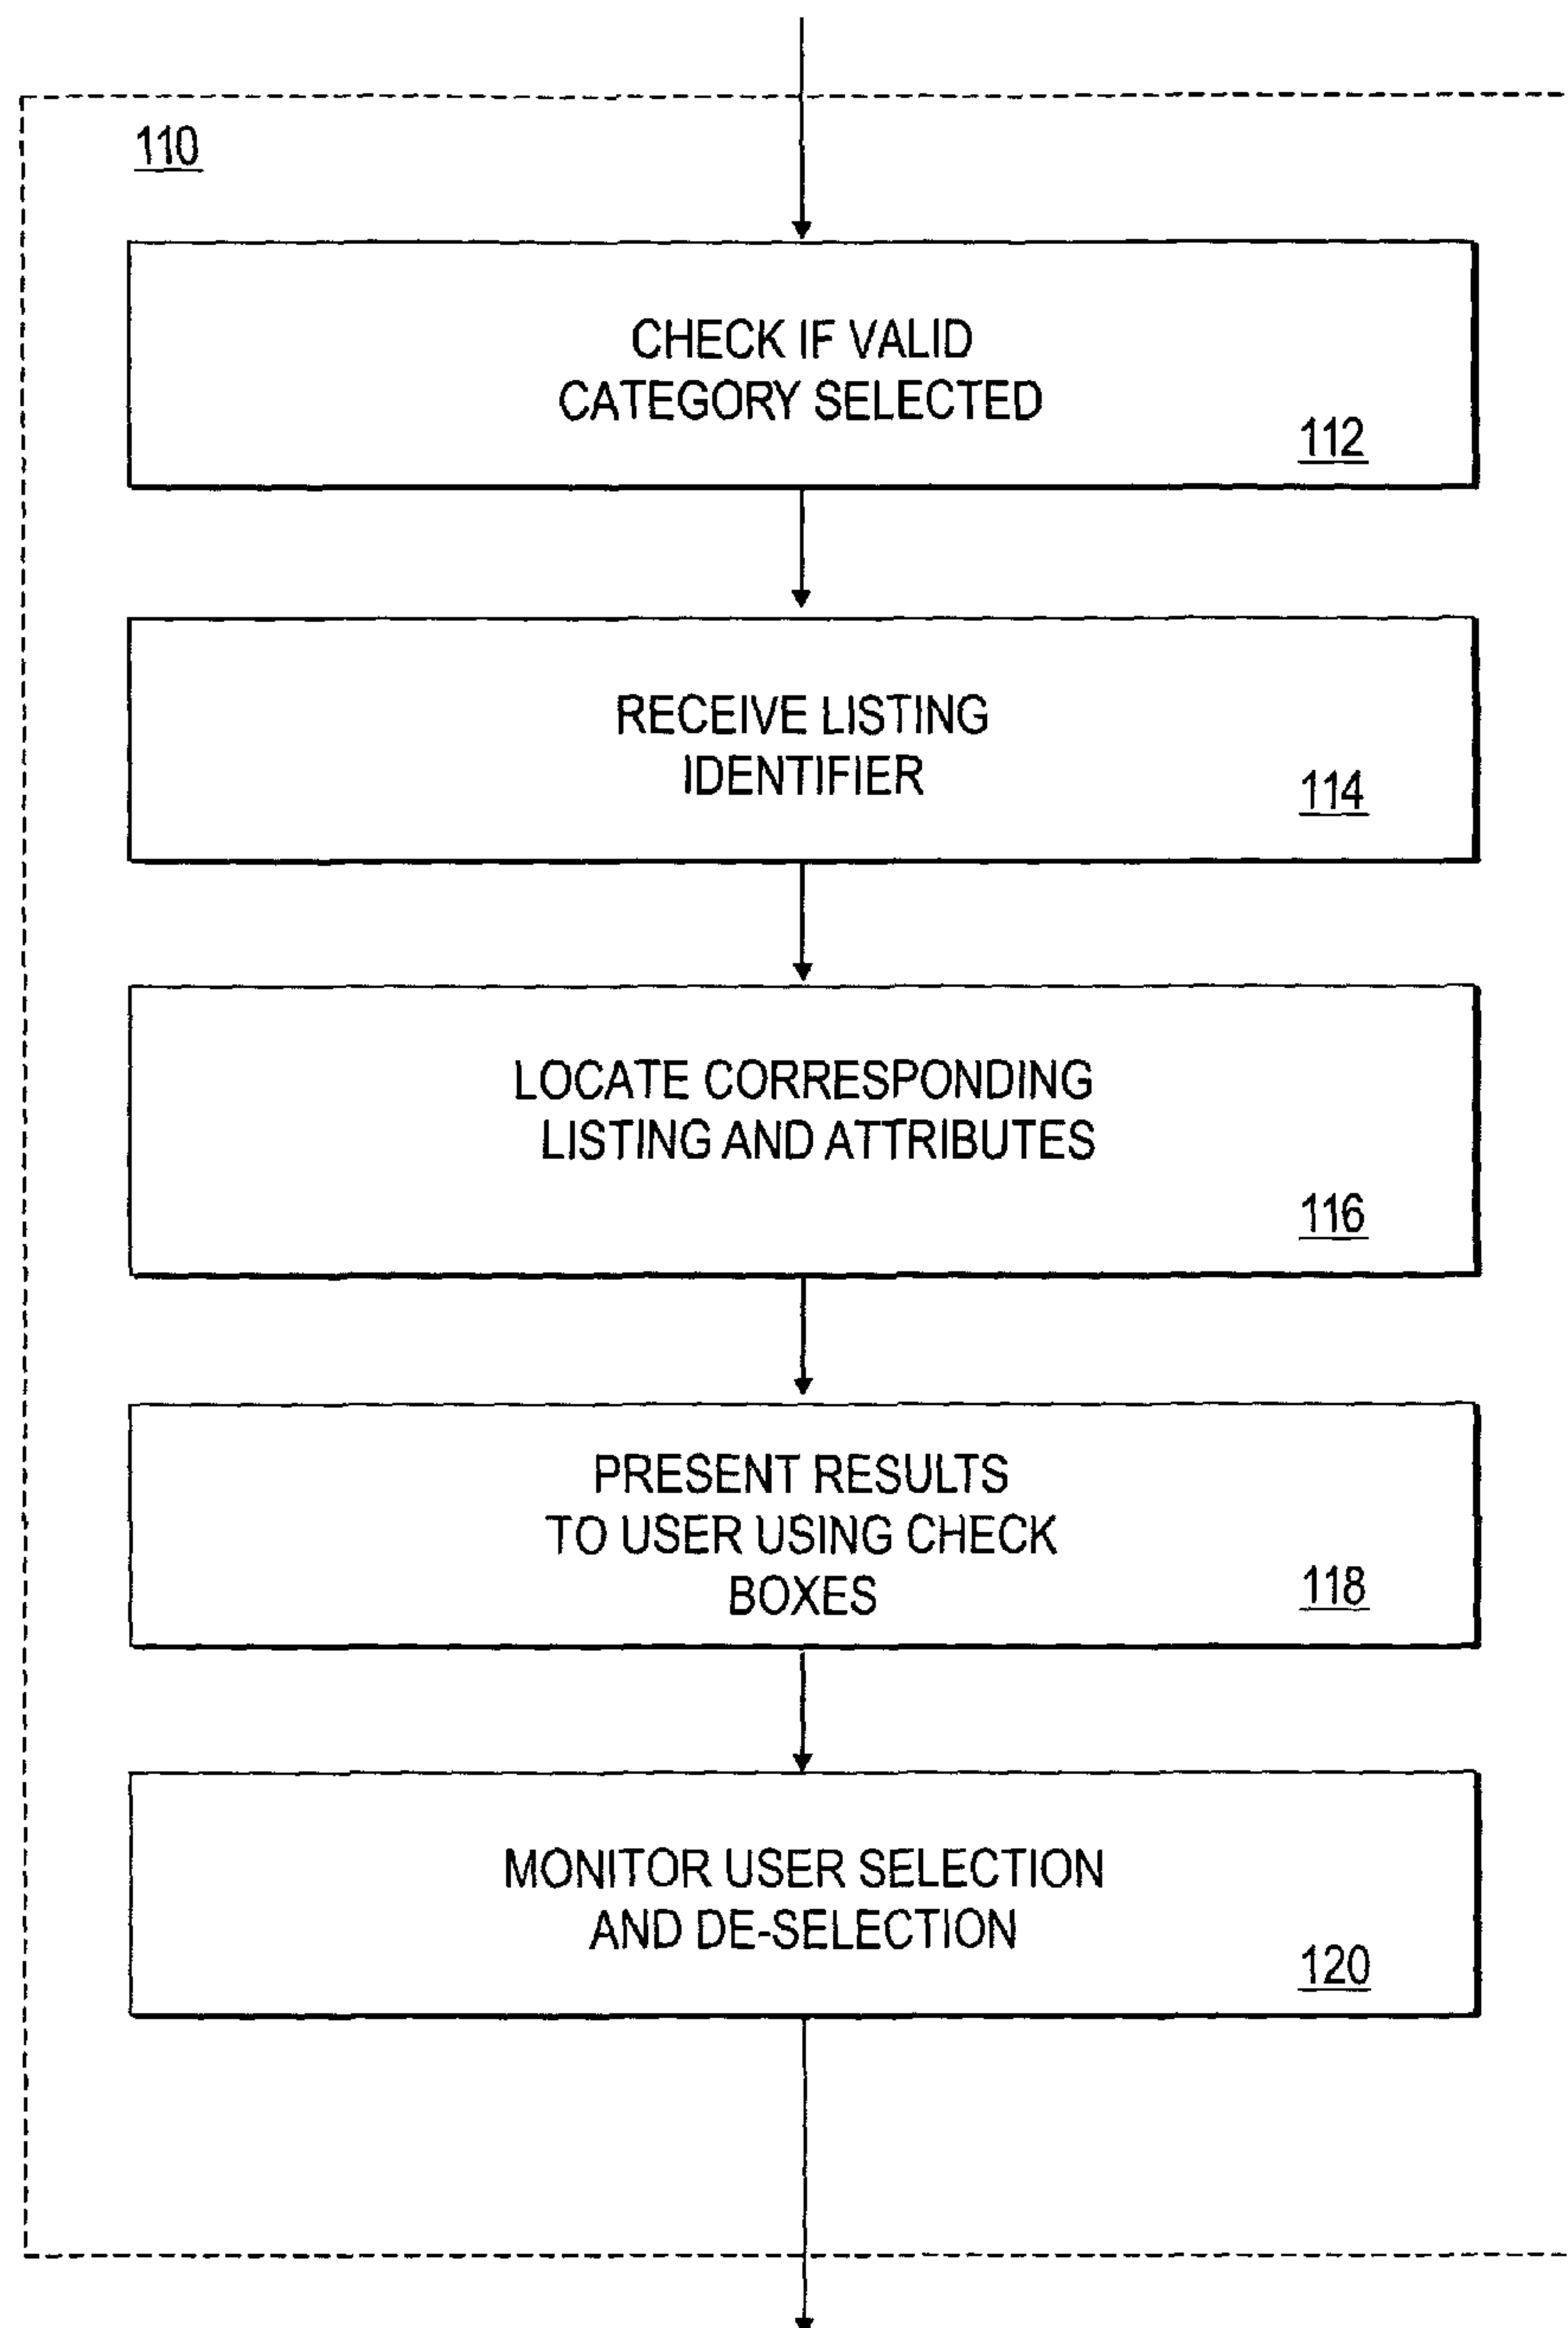 110
CHECK IF VALID
CATEGORY SELECTED
112
RECEIVE LISTING
IDENTIFIER
114
LOCATE CORRESPONDING
LISTING AND ATTRIBUTES
116
PRESENT RESULTS
TO USER USING CHECK
BOXES
118
MONITOR USER SELECTION
AND DE-SELECTION
120